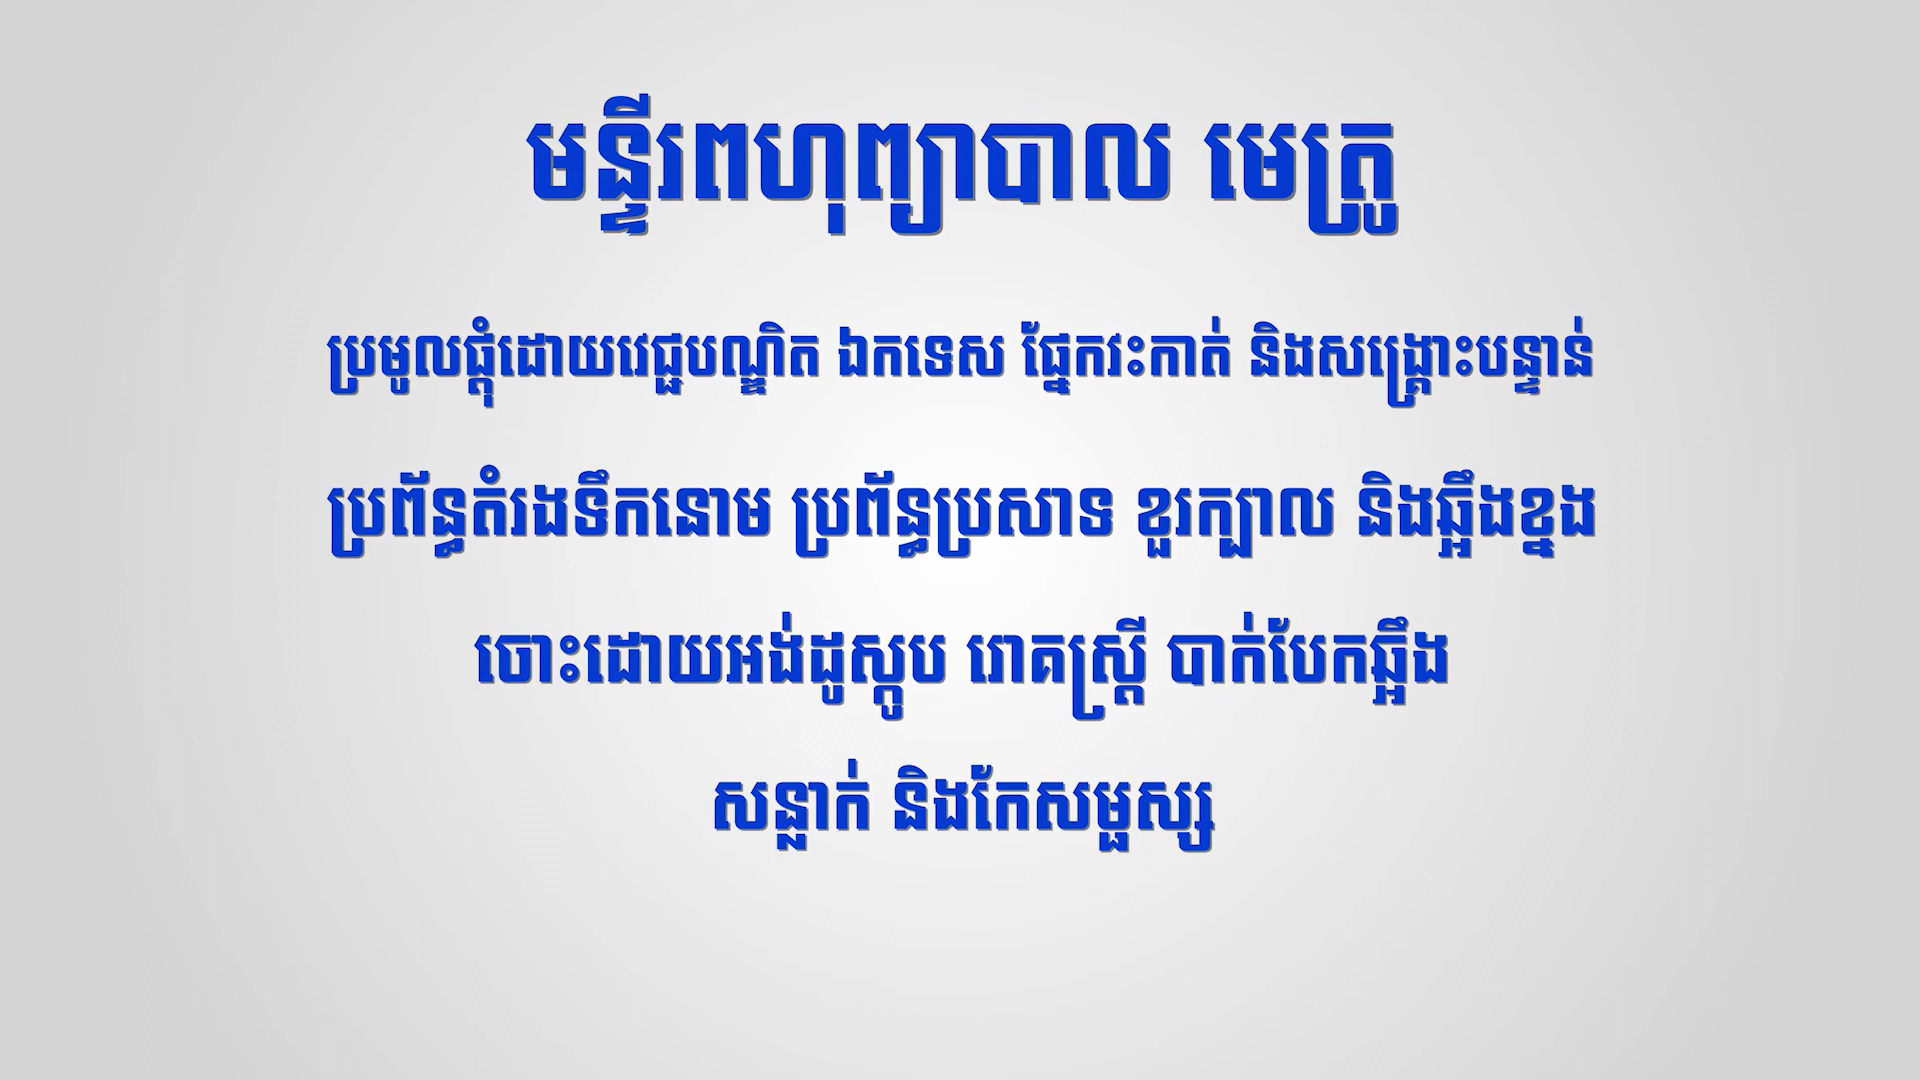 មន្ទីរពហុព្យាបាល មេត្រូ
ប្រមូលផ្តុំដោយវេជ្ជបណ្ឌិត ឯកទេស ផ្នែកវះកាត់ និងសង្គ្រោះបន្ទាន់
ប្រព័ន្ធតំរងទឹកនោម ប្រព័ន្ធប្រសាទ ខួរក្បាល និងឆ្អឹងខ្នង
ចោះដោយអង់ដូស្កូប រោគស្ត្រី បាក់បែកឆ្អឹង
សន្លាក់ និងកែសម្ផស្ស